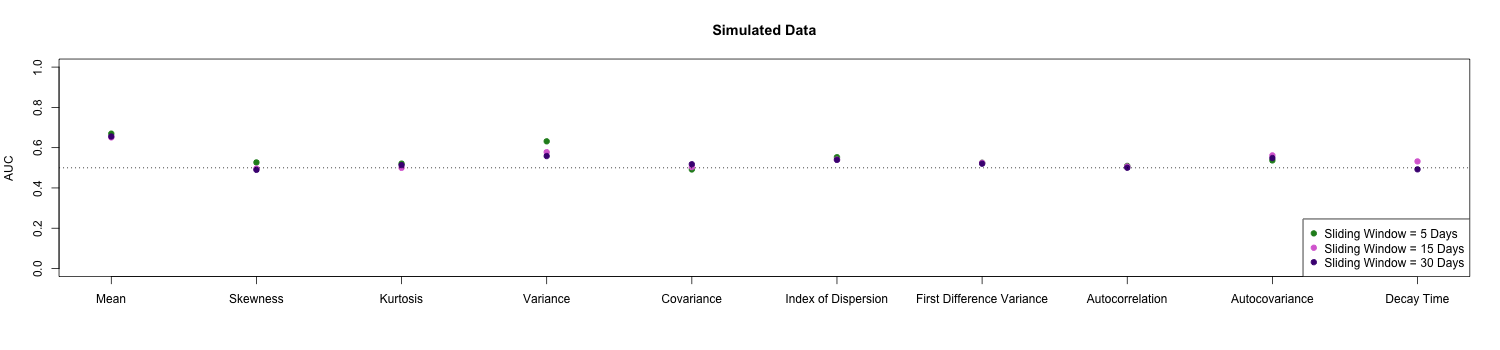 Simulated Data
AUC
1.0
0.8
0.6
0.4
0.2
0.0
Sliding Window = 5 Days
Sliding Window = 15 Days
Sliding Window = 30 Days
Mean Skewness Kurtosis Variance Covariance Index of Dispersion First Difference Variance Autocorrelation Autocovariance Decay Time